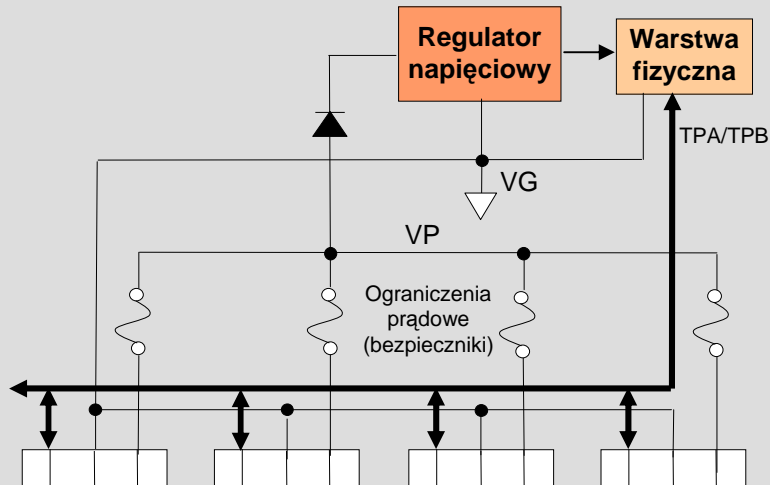 Regulator
napięciowy
Warstwa
fizyczna
TPA/TPB
VG
VP
Ograniczenia
prądowe
(bezpieczniki)